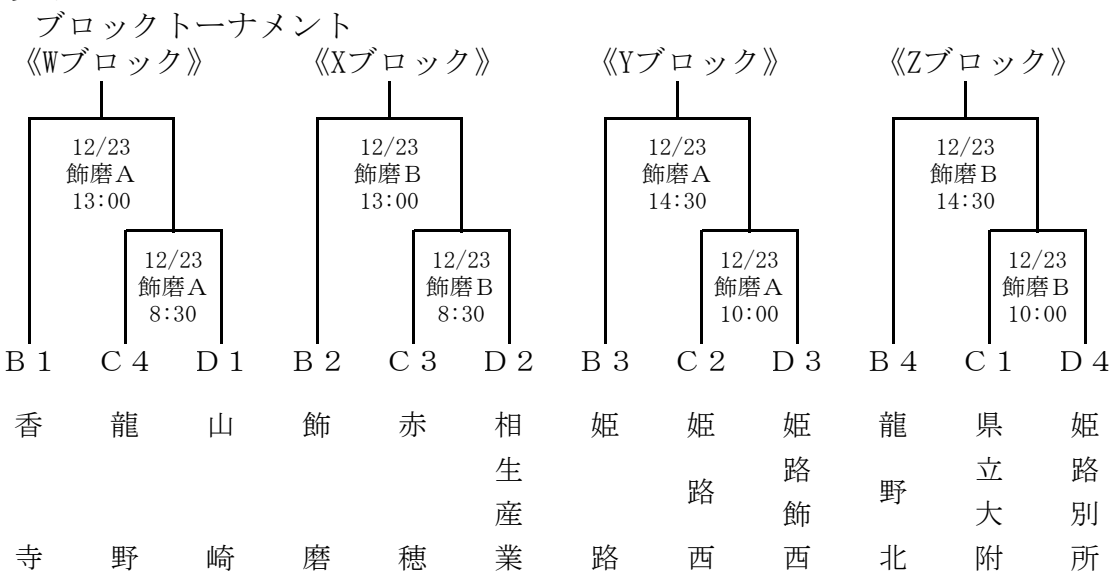 ブロックトーナメント
《Wブロック》 《Xブロック》 《Yブロック》 《Zブロック》
12/23 12/23 12/23 12/23
飾磨A 飾磨B 飾磨A 飾磨B
13:00 13:00 14:30 14:30
12/23 12/23 12/23 12/23
飾磨A 飾磨B 飾磨A 飾磨B
8:30 8:30 10:00 10:00
B1 C4 D1 B2 C3 D2 B3 C2 D3 B4 C1 D4
香寺
龍野
山崎
飾磨
赤穂
相生産業
姫路
姫路西
姫路飾西
龍野北
県立大附
姫路別所